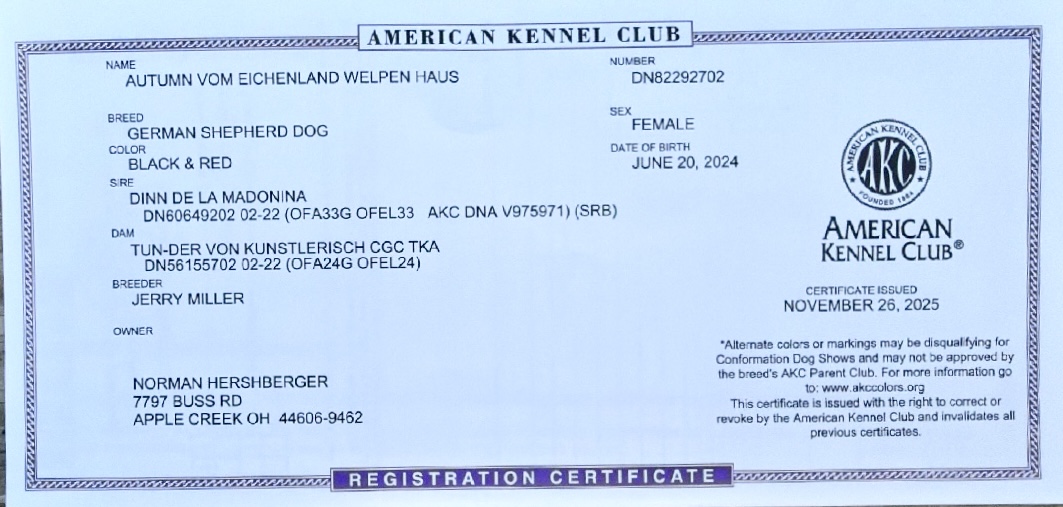 AMERICAN KENNEL CLUB
NAME
AUTUMN VOM EICHENLAND WELPEN HAUS
NUMBER
DN82292702
BREED
GERMAN SHEPHERD DOG
SEX
FEMALE
COLOR
BLACK & RED
DATE OF BIRTH
JUNE 20, 2024
SIRE
DINN DE LA MADONINA
DN60649202 02-22 (OFA33G OFEL33 AKC DNA V975971) (SRB)
DAM
TUN-DER VON KUNSTLERISCH CGC TKA
DN56155702 02-22 (OFA24G OFEL24)
BREEDER
JERRY MILLER
OWNER
NORMAN HERSHBERGER
7797 BUSS RD
APPLE CREEK OH 44606-9462
AMERICAN KENNEL CLUB
AKC
FOUNDED 1884
AMERICAN
KENNEL CLUB®
CERTIFICATE ISSUED
NOVEMBER 26, 2025
*Alternate colors or markings may be disqualifying for
Conformation Dog Shows and may not be approved by
the breed's AKC Parent Club. For more information go
to: www.akccolors.org
This certificate is issued with the right to correct or
revoke by the American Kennel Club and invalidates all
previous certificates.
REGISTRATION CERTIFICATE